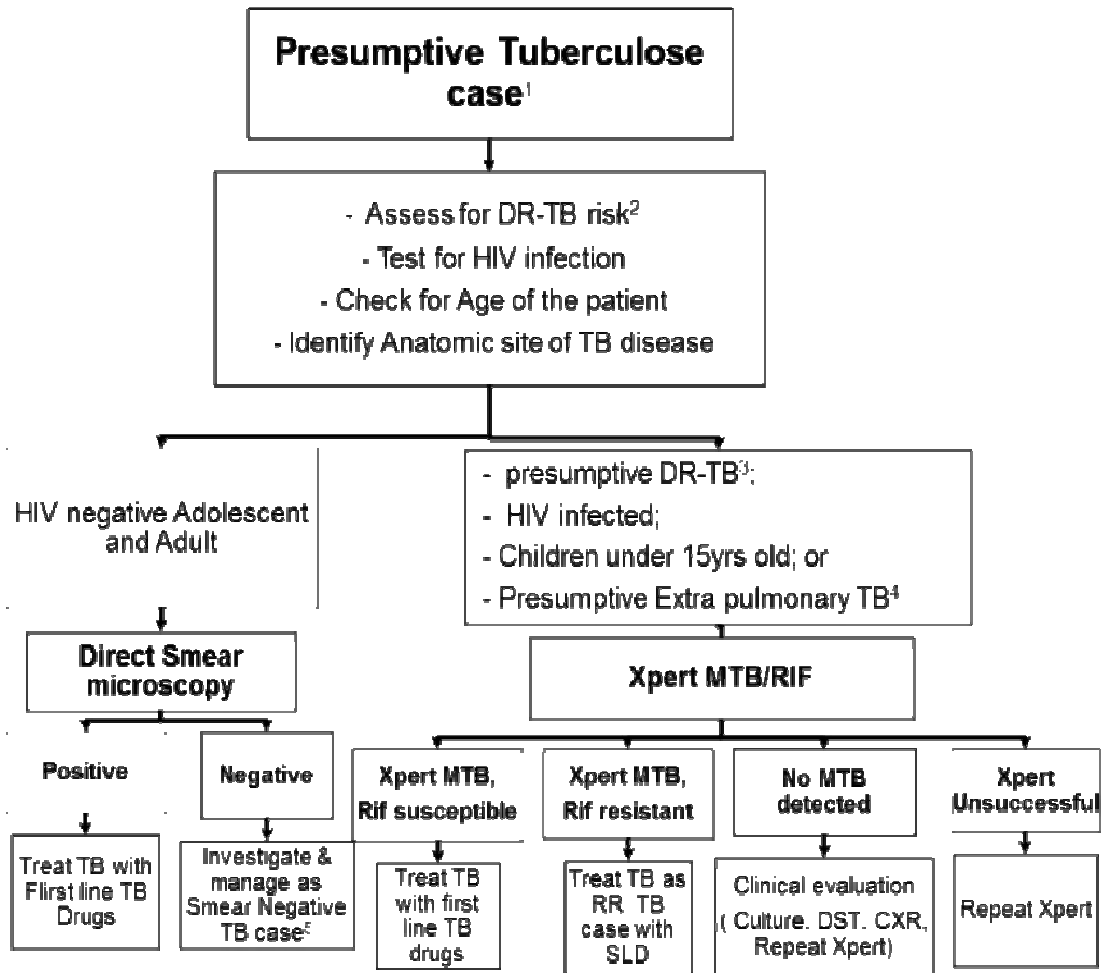 Presumptive Tuberculose
case¹
- Assess for DR-TB risk²
- Test for HIV infection
- Check for Age of the patient
- Identify Anatomic site of TB disease
HIV negative Adolescent
and Adult
- presumptive DR-TB³;
- HIV infected;
- Children under 15yrs old; or
- Presumptive Extra pulmonary TB⁴
Direct Smear
microscopy
Xpert MTB/RIF
Positive
Negative
Xpert MTB,
Rif susceptible
Xpert MTB,
Rif resistant
No MTB
detected
Xpert
Unsuccessful
Treat TB with
Flirst line TB
Drugs
Investigate &
manage as
Smear Negative
TB case⁵
Treat TB
with first
line TB
drugs
Treat TB as
RR TB
case with
SLD
Clinical evaluation
,( Culture. DST. CXR,
Repeat Xpert)
Repeat Xpert